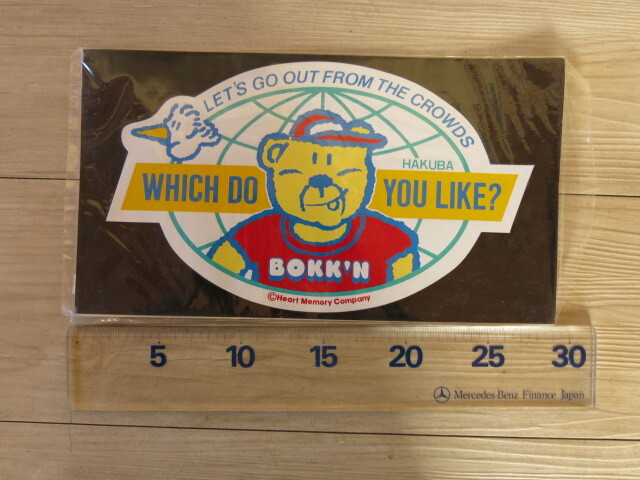 LET'S GO OUT FROM THE CROWDS
HAKUBA
WHICH DO YOU LIKE?
BOKK'N
©Heart Memory Company
5 10 15 20 25 30
Mercedes-Benz Finance Japan